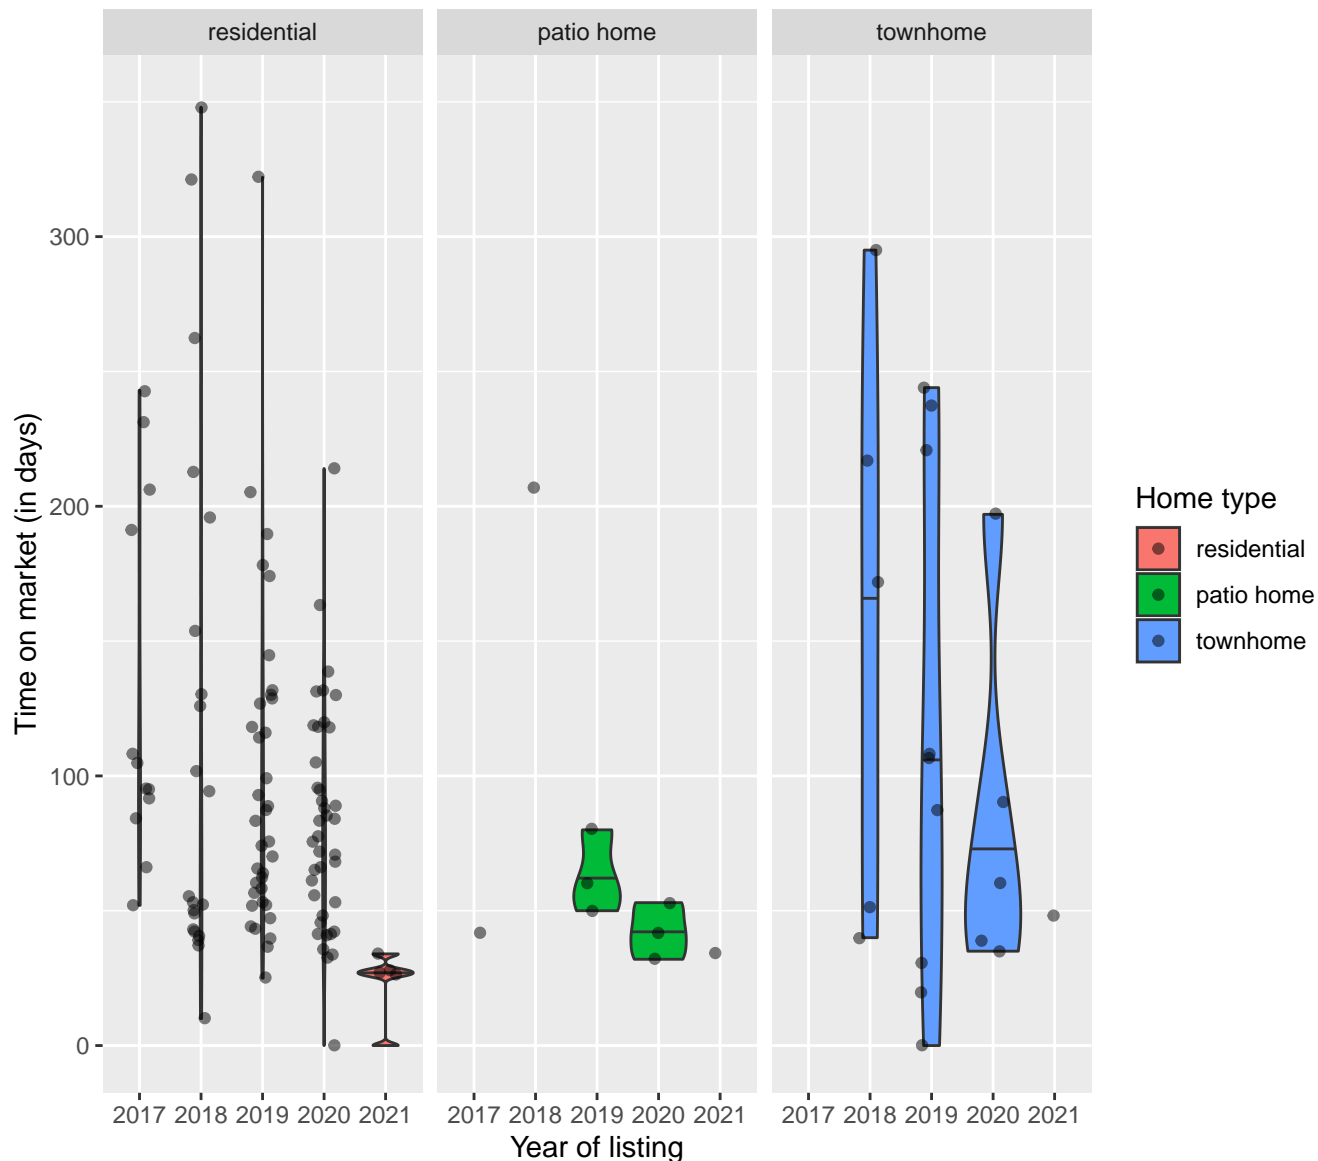 residential patio home townhome
Time on market (in days)
300
200
100
0
2017 2018 2019 2020 2021 2017 2018 2019 2020 2021 2017 2018 2019 2020 2021
Year of listing
Home type
residential
patio home
townhome